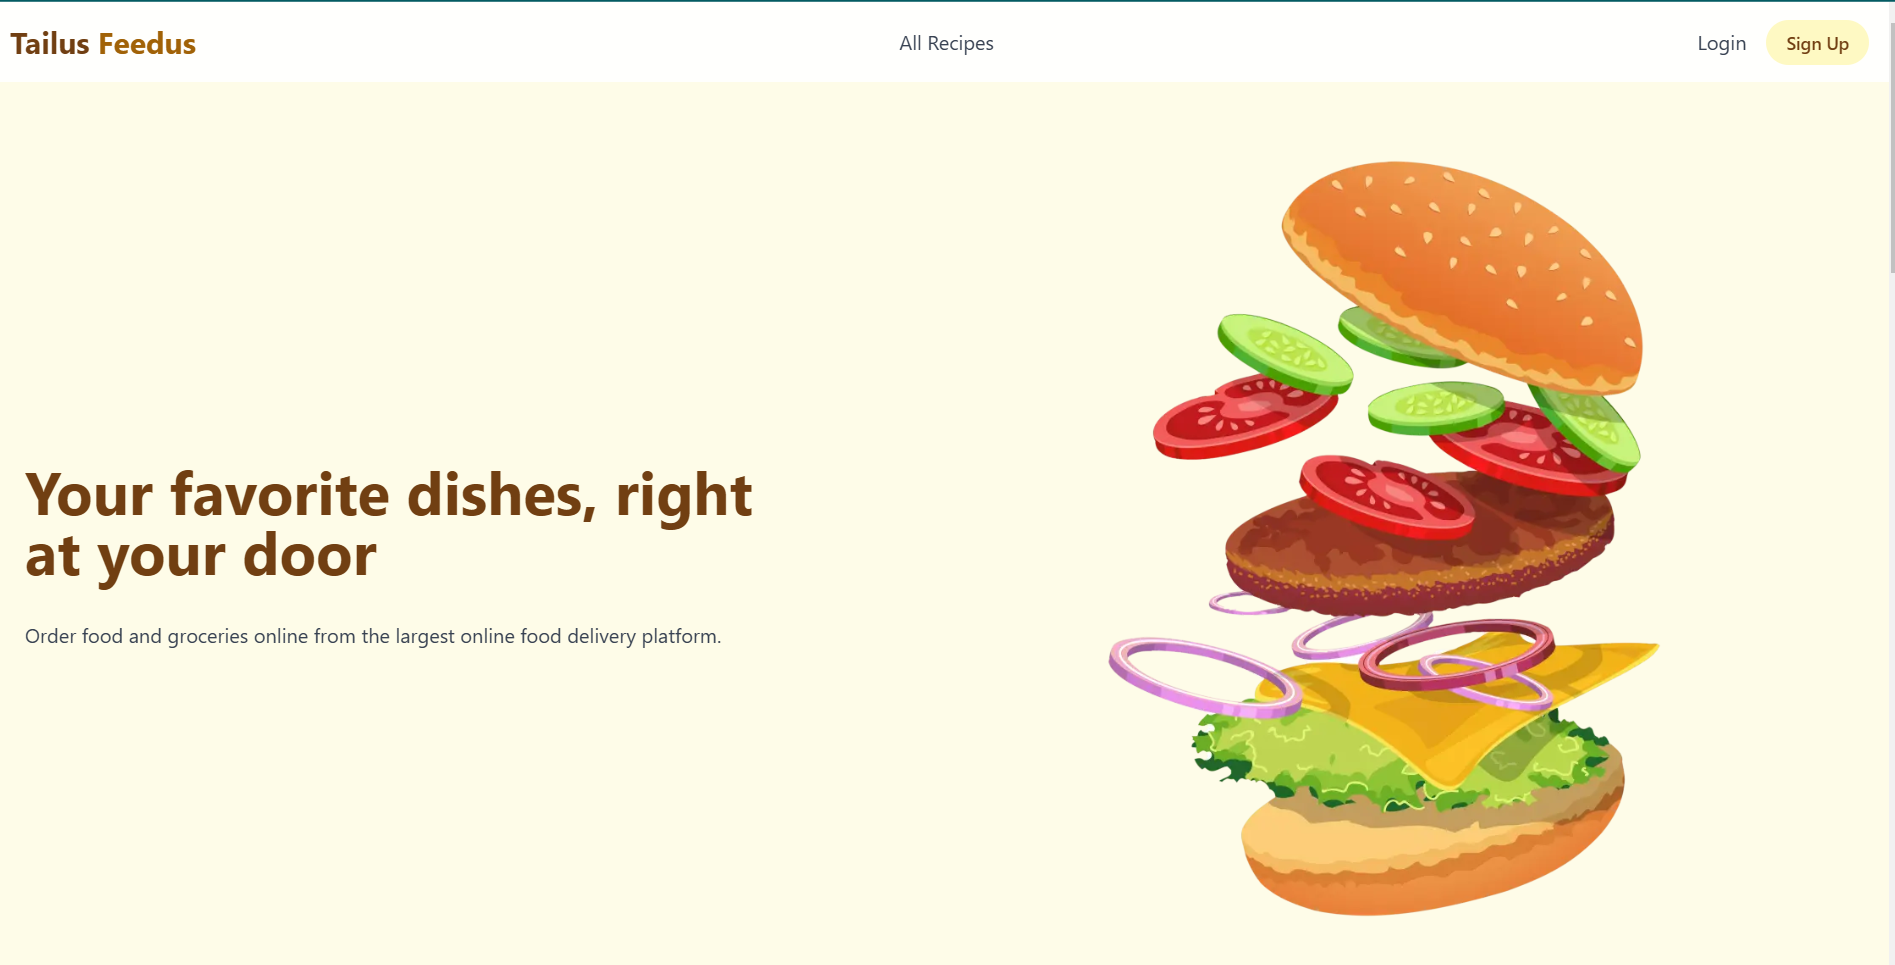 Tailus Feedus
All Recipes
Login
Sign Up
Your favorite dishes, right
at your door
Order food and groceries online from the largest online food delivery platform.